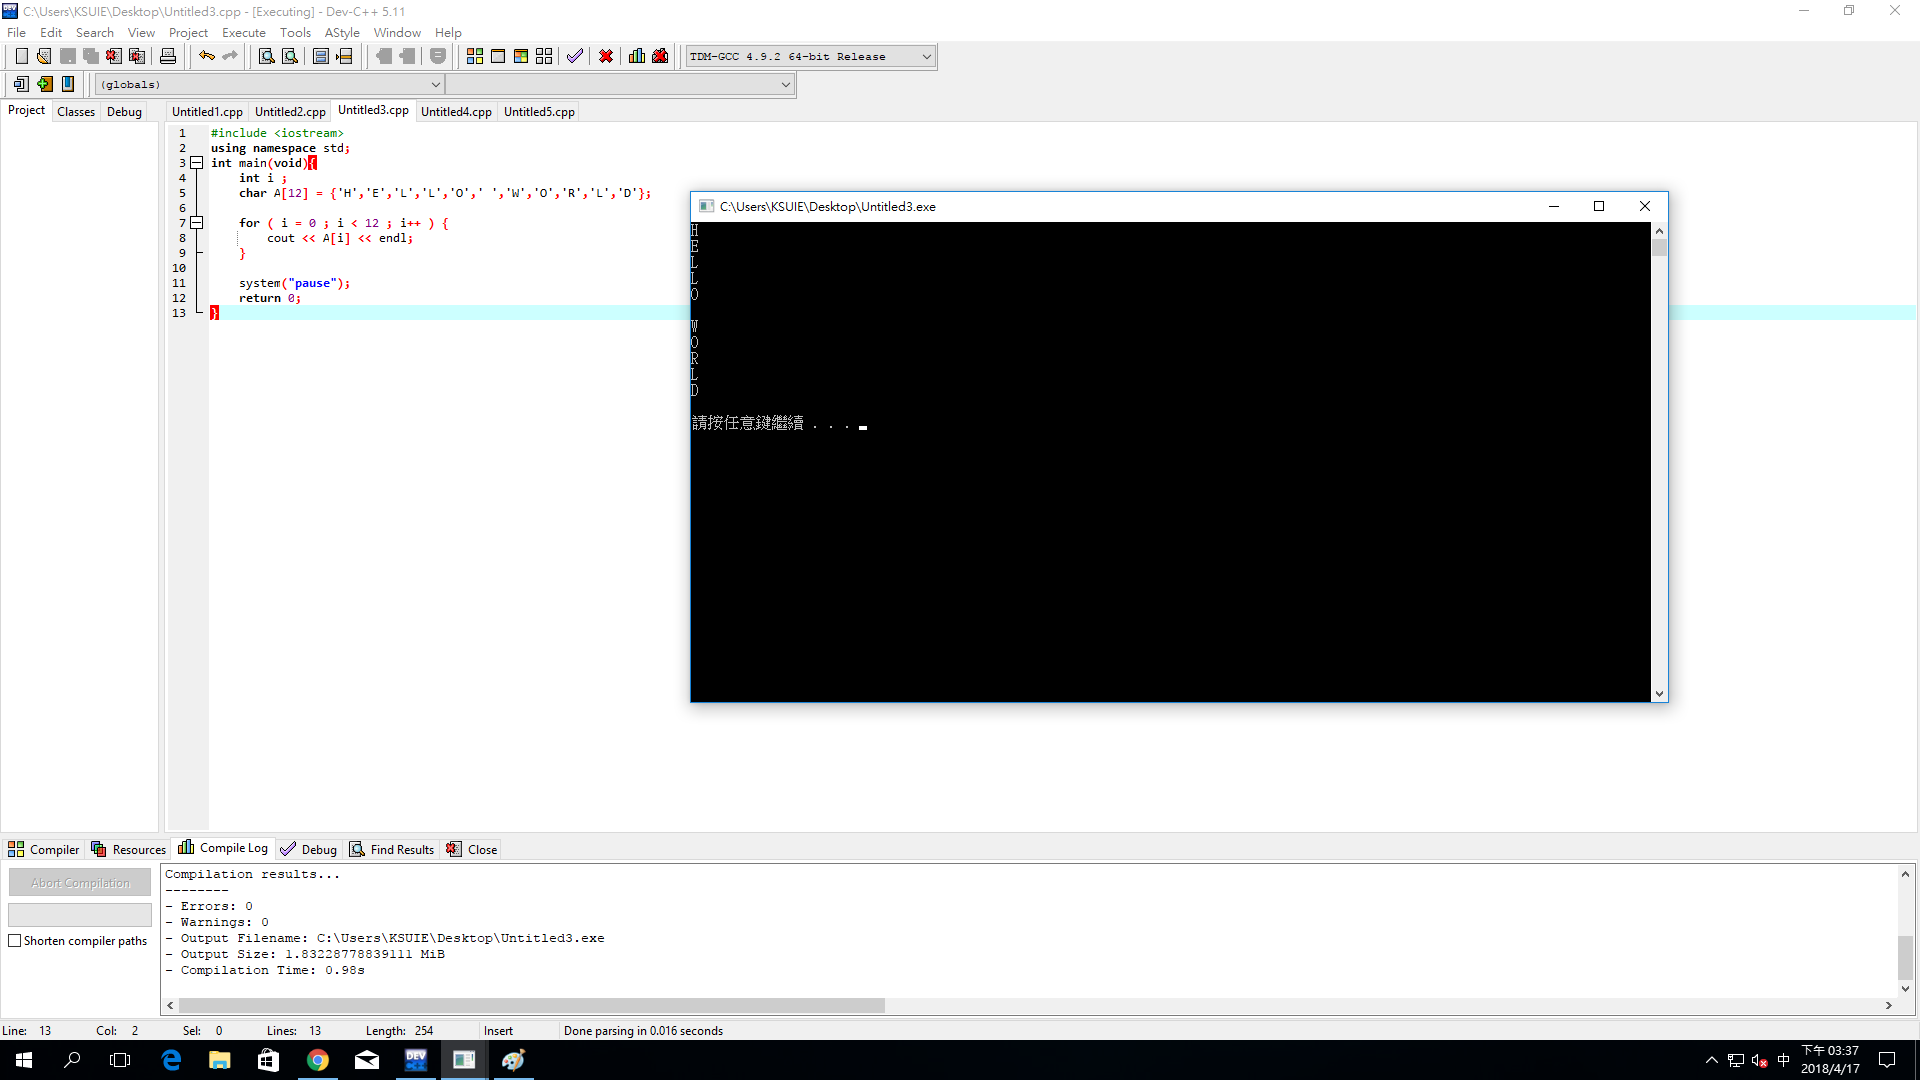 C:\Users\KSUIE\Desktop\Untitled3.cpp - [Executing] - Dev-C++ 5.11
File Edit Search View Project Execute Tools AStyle Window Help
TDM-GCC 4.9.2 64-bit Release
(globals)
Project Classes Debug
Untitled1.cpp Untitled2.cpp Untitled3.cpp Untitled4.cpp Untitled5.cpp
1 #include <iostream>
2 using namespace std;
3 int main(void){
4 int i ;
5 char A[12] = {'H','E','L','L','O',' ','W','O','R','L','D'};
6
7 for ( i = 0 ; i < 12 ; i++ ) {
8 cout << A[i] << endl;
9 }
10
11 system("pause");
12 return 0;
13 }
C:\Users\KSUIE\Desktop\Untitled3.exe
H
E
L
L
O
W
O
R
L
D
請按任意鍵繼續 . . .
Compiler Resources Compile Log Debug Find Results Close
Abort Compilation
Shorten compiler paths
Compilation results...
--------
- Errors: 0
- Warnings: 0
- Output Filename: C:\Users\KSUIE\Desktop\Untitled3.exe
- Output Size: 1.83228778839111 MiB
- Compilation Time: 0.98s
Line: 13 Col: 2 Sel: 0 Lines: 13 Length: 254 Insert Done parsing in 0.016 seconds
DEV
中
下午 03:37
2018/4/17